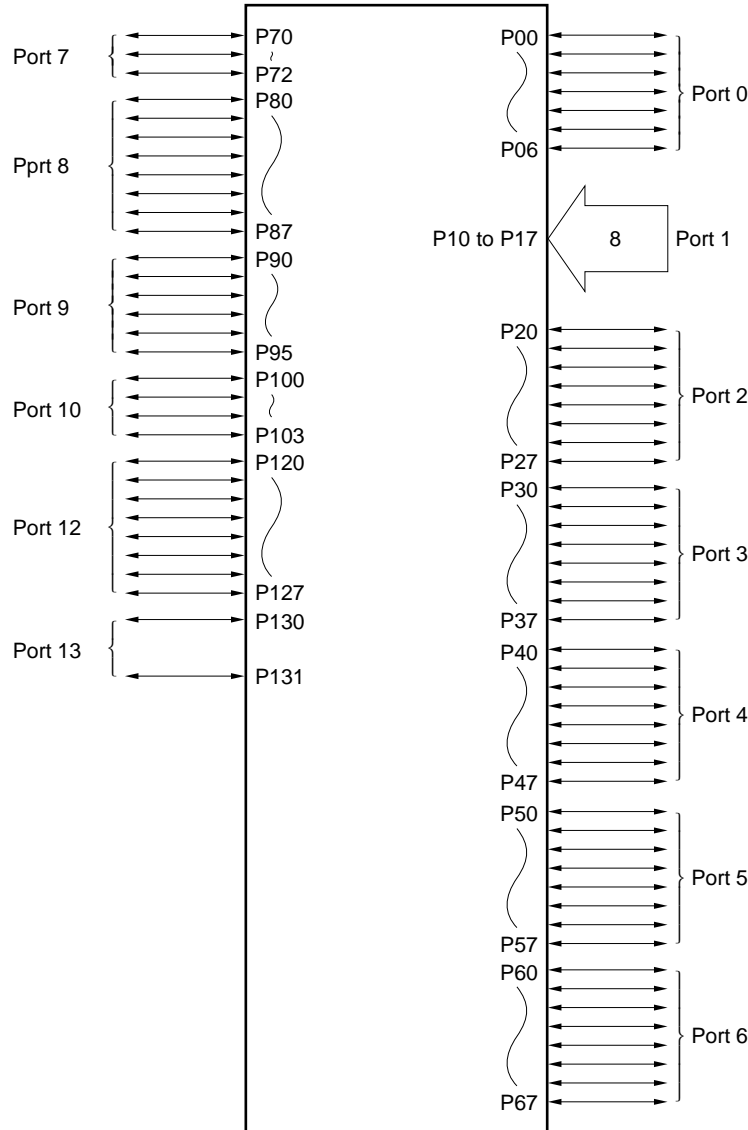 Port 7
P70
P72
Pprt 8
P80
P87
Port 9
P90
P95
Port 10
P100
P103
Port 12
P120
P127
Port 13
P130
P131
P00
P06
Port 0
P10 to P17
8
Port 1
P20
P27
Port 2
P30
P37
Port 3
P40
P47
Port 4
P50
P57
Port 5
P60
P67
Port 6